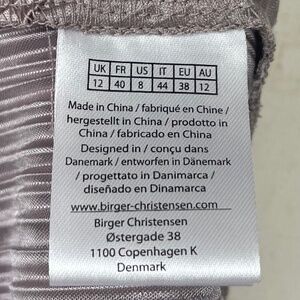 UK FR US IT EU AU
12 40 8 44 38 12
Made in China / fabriqué en Chine /
hergestellt in China / prodotto in
China / fabricado en China
Designed in / conçu dans
Danemark / entworfen in Dänemark
/ progettato in Danimarca /
diseñado en Dinamarca
www.birger-christensen.com
Birger Christensen
Østergade 38
1100 Copenhagen K
Denmark